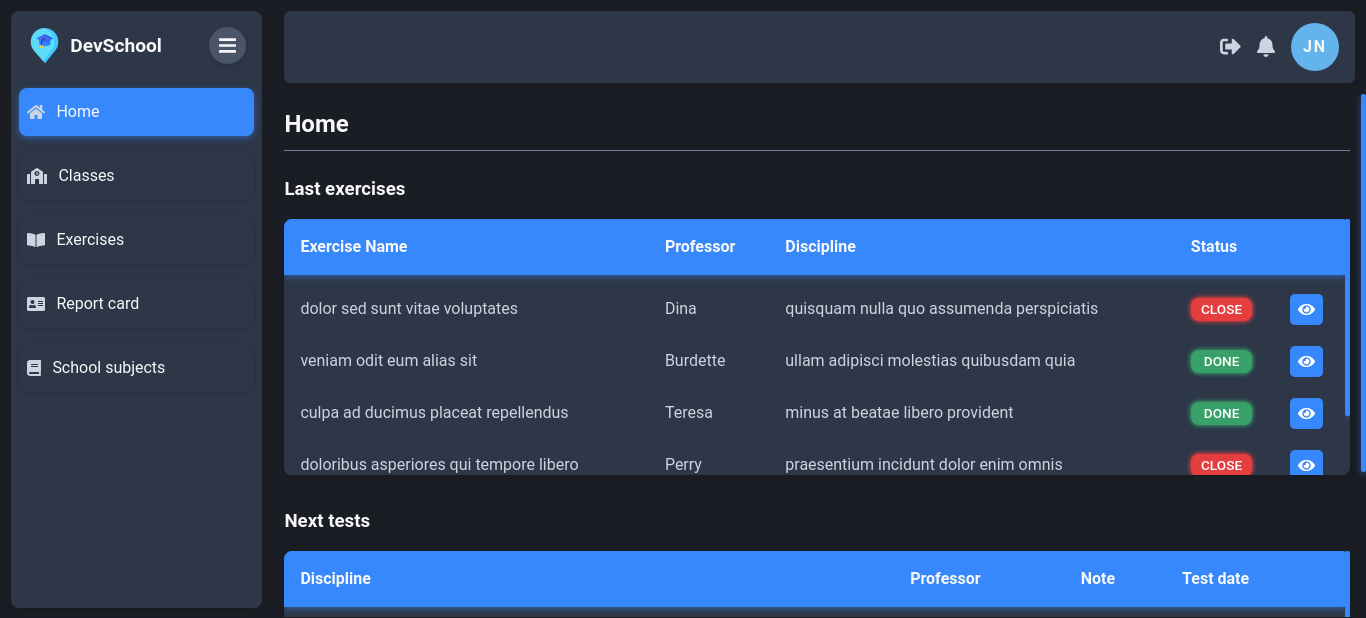 DevSchool
JN
Home
Classes
Exercises
Report card
School subjects
Home
Last exercises
Exercise Name Professor Discipline Status
dolor sed sunt vitae voluptates Dina quisquam nulla quo assumenda perspiciatis CLOSE
veniam odit eum alias sit Burdette ullam adipisci molestias quibusdam quia DONE
culpa ad ducimus placeat repellendus Teresa minus at beatae libero provident DONE
doloribus asperiores qui tempore libero Perry praesentium incidunt dolor enim omnis CLOSE
Next tests
Discipline Professor Note Test date